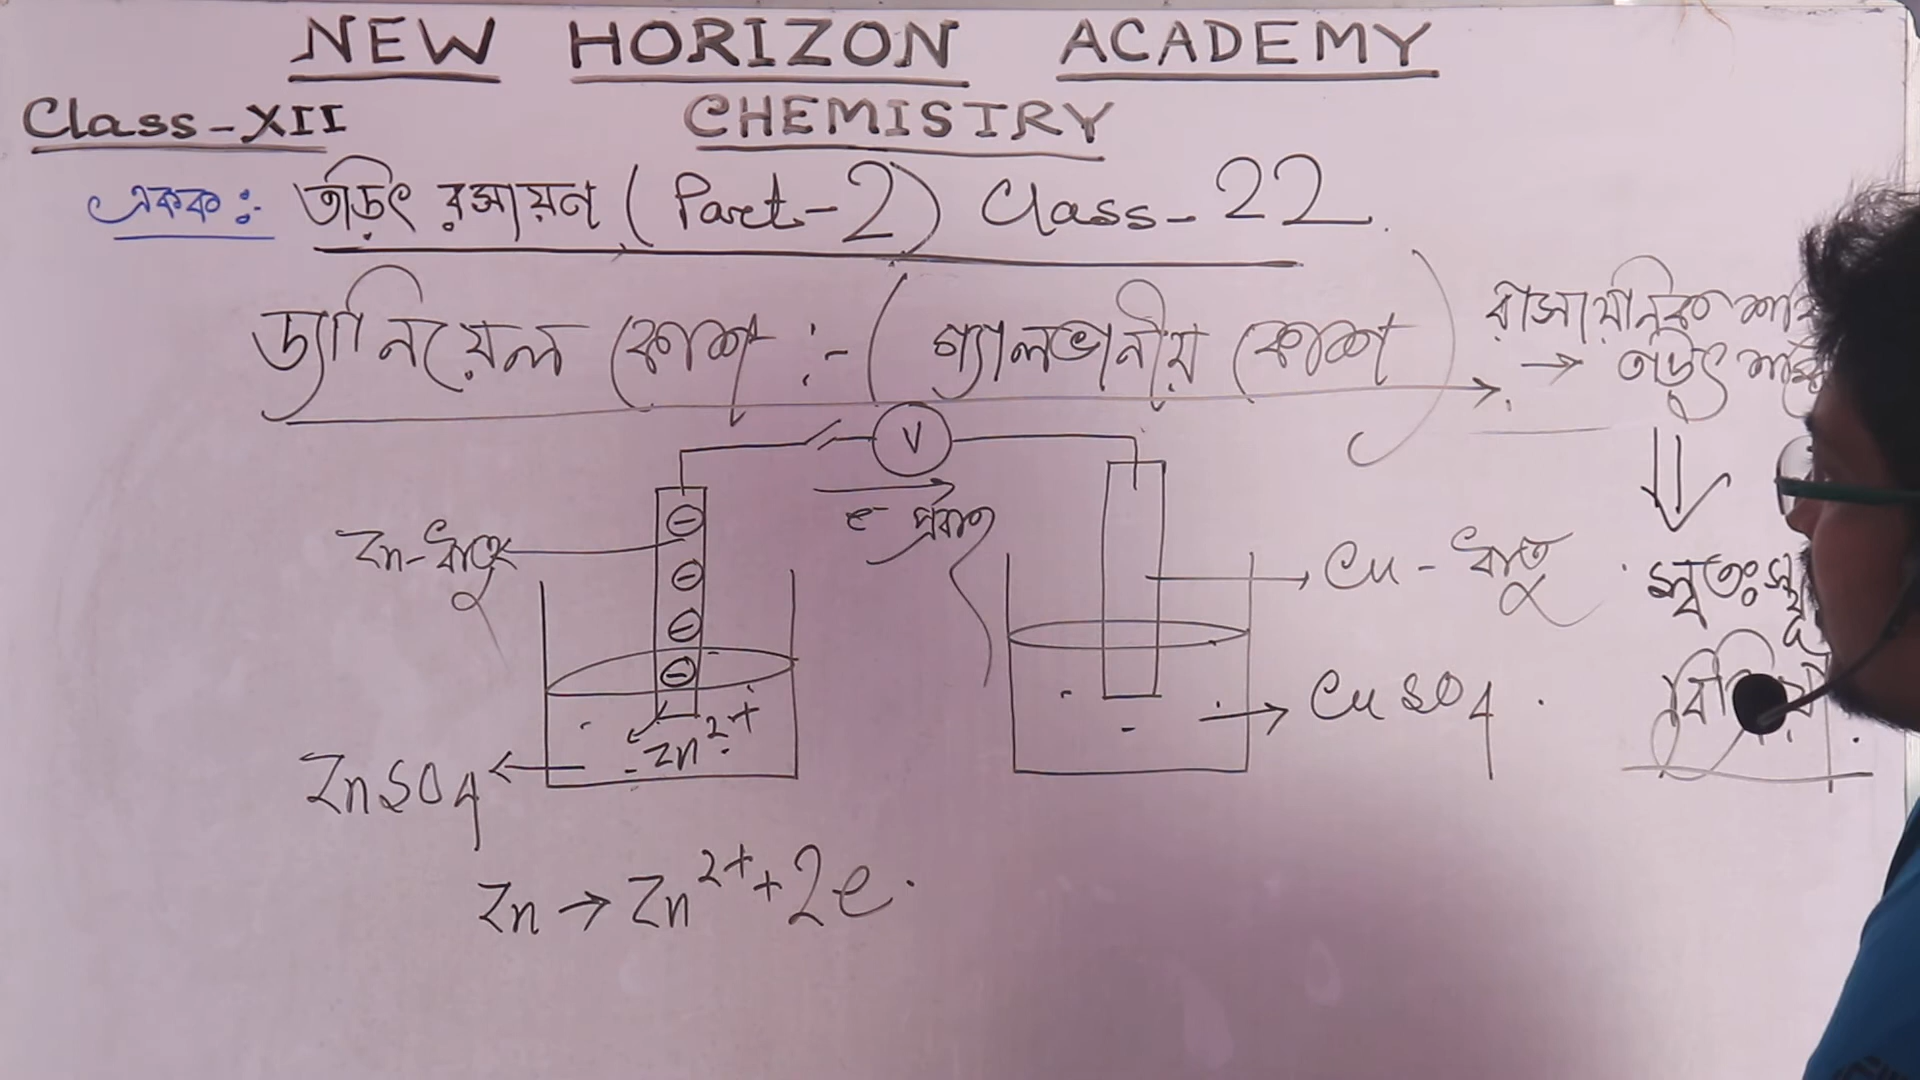 NEW HORIZON ACADEMY
Class-XII CHEMISTRY
একক:- তড়িৎ রসায়ন (Part-2) Class-22
ড্যানিয়েল কোশ :- (গ্যালভানীয় কোশ)
রাসায়নিক
→ তড়িৎ
V
e⁻ প্রবাহ
Zn-ধাতু
Cu-ধাতু
Zn²⁺
ZnSO₄
CuSO₄
Zn → Zn²⁺ + 2e.